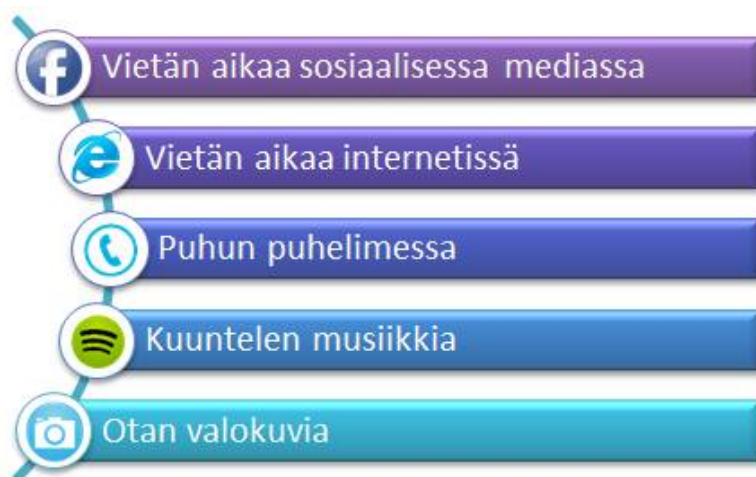 Vietän aikaa sosiaalisessa mediassa
Vietän aikaa internetissä
Puhun puhelimessa
Kuuntelen musiikkia
Otan valokuvia